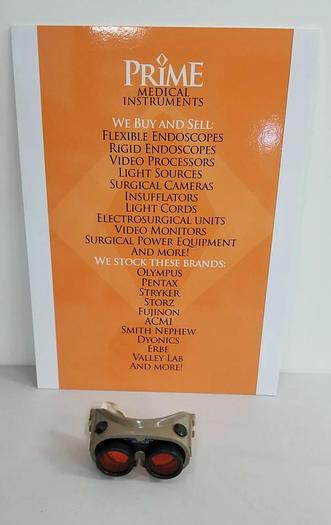 PRIME
MEDICAL
INSTRUMENTS
WE BUY AND SELL:
FLEXIBLE ENDOSCOPES
RIGID ENDOSCOPES
VIDEO PROCESSORS
LIGHT SOURCES
SURGICAL CAMERAS
INSUFFLATORS
LIGHT CORDS
ELECTROSURGICAL UNITS
VIDEO MONITORS
SURGICAL POWER EQUIPMENT
AND MORE!
WE STOCK THESE BRANDS:
OLYMPUS
PENTAX
STRYKER
STORZ
FUJINON
ACMI
SMITH NEPHEW
DYONICS
ERBE
VALLEY LAB
AND MORE!